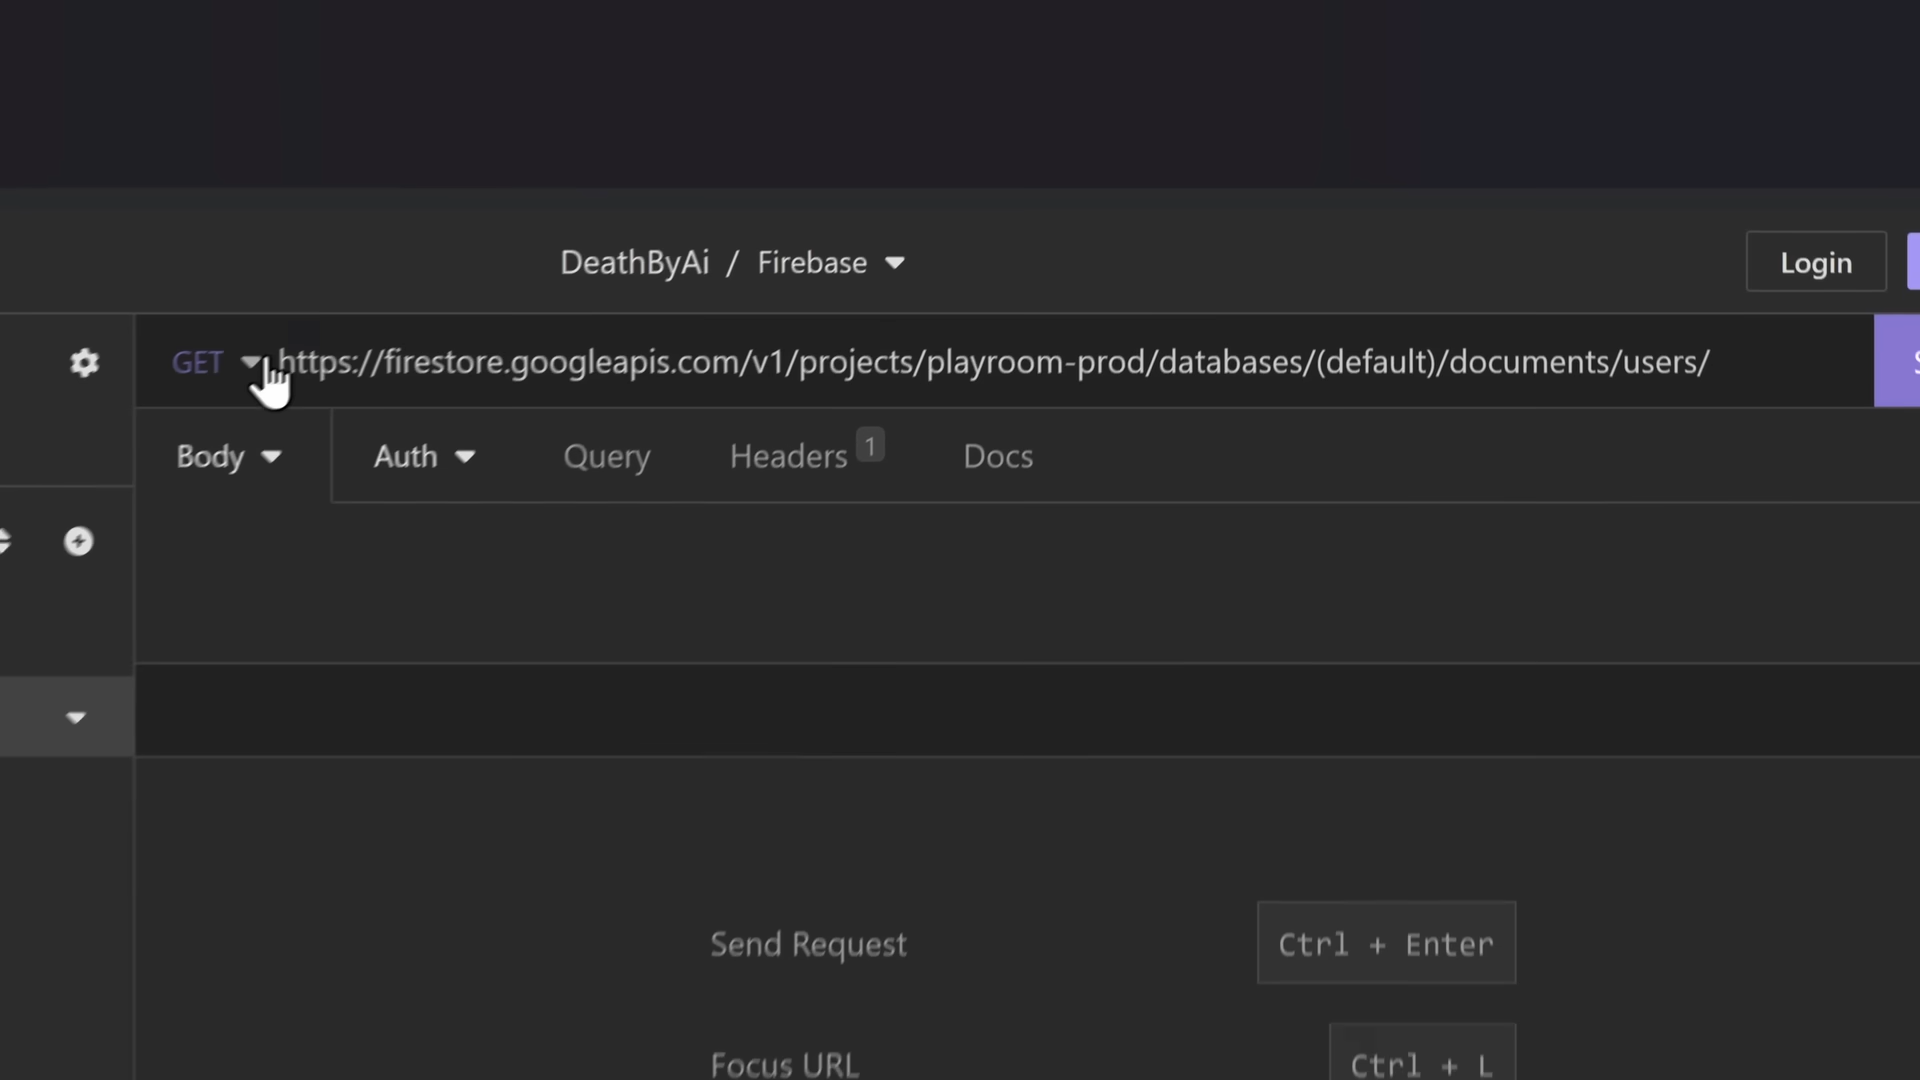 DeathByAi / Firebase
Login
GET https://firestore.googleapis.com/v1/projects/playroom-prod/databases/(default)/documents/users/
Body Auth Query Headers 1 Docs
Send Request Ctrl + Enter
Focus URL Ctrl + L